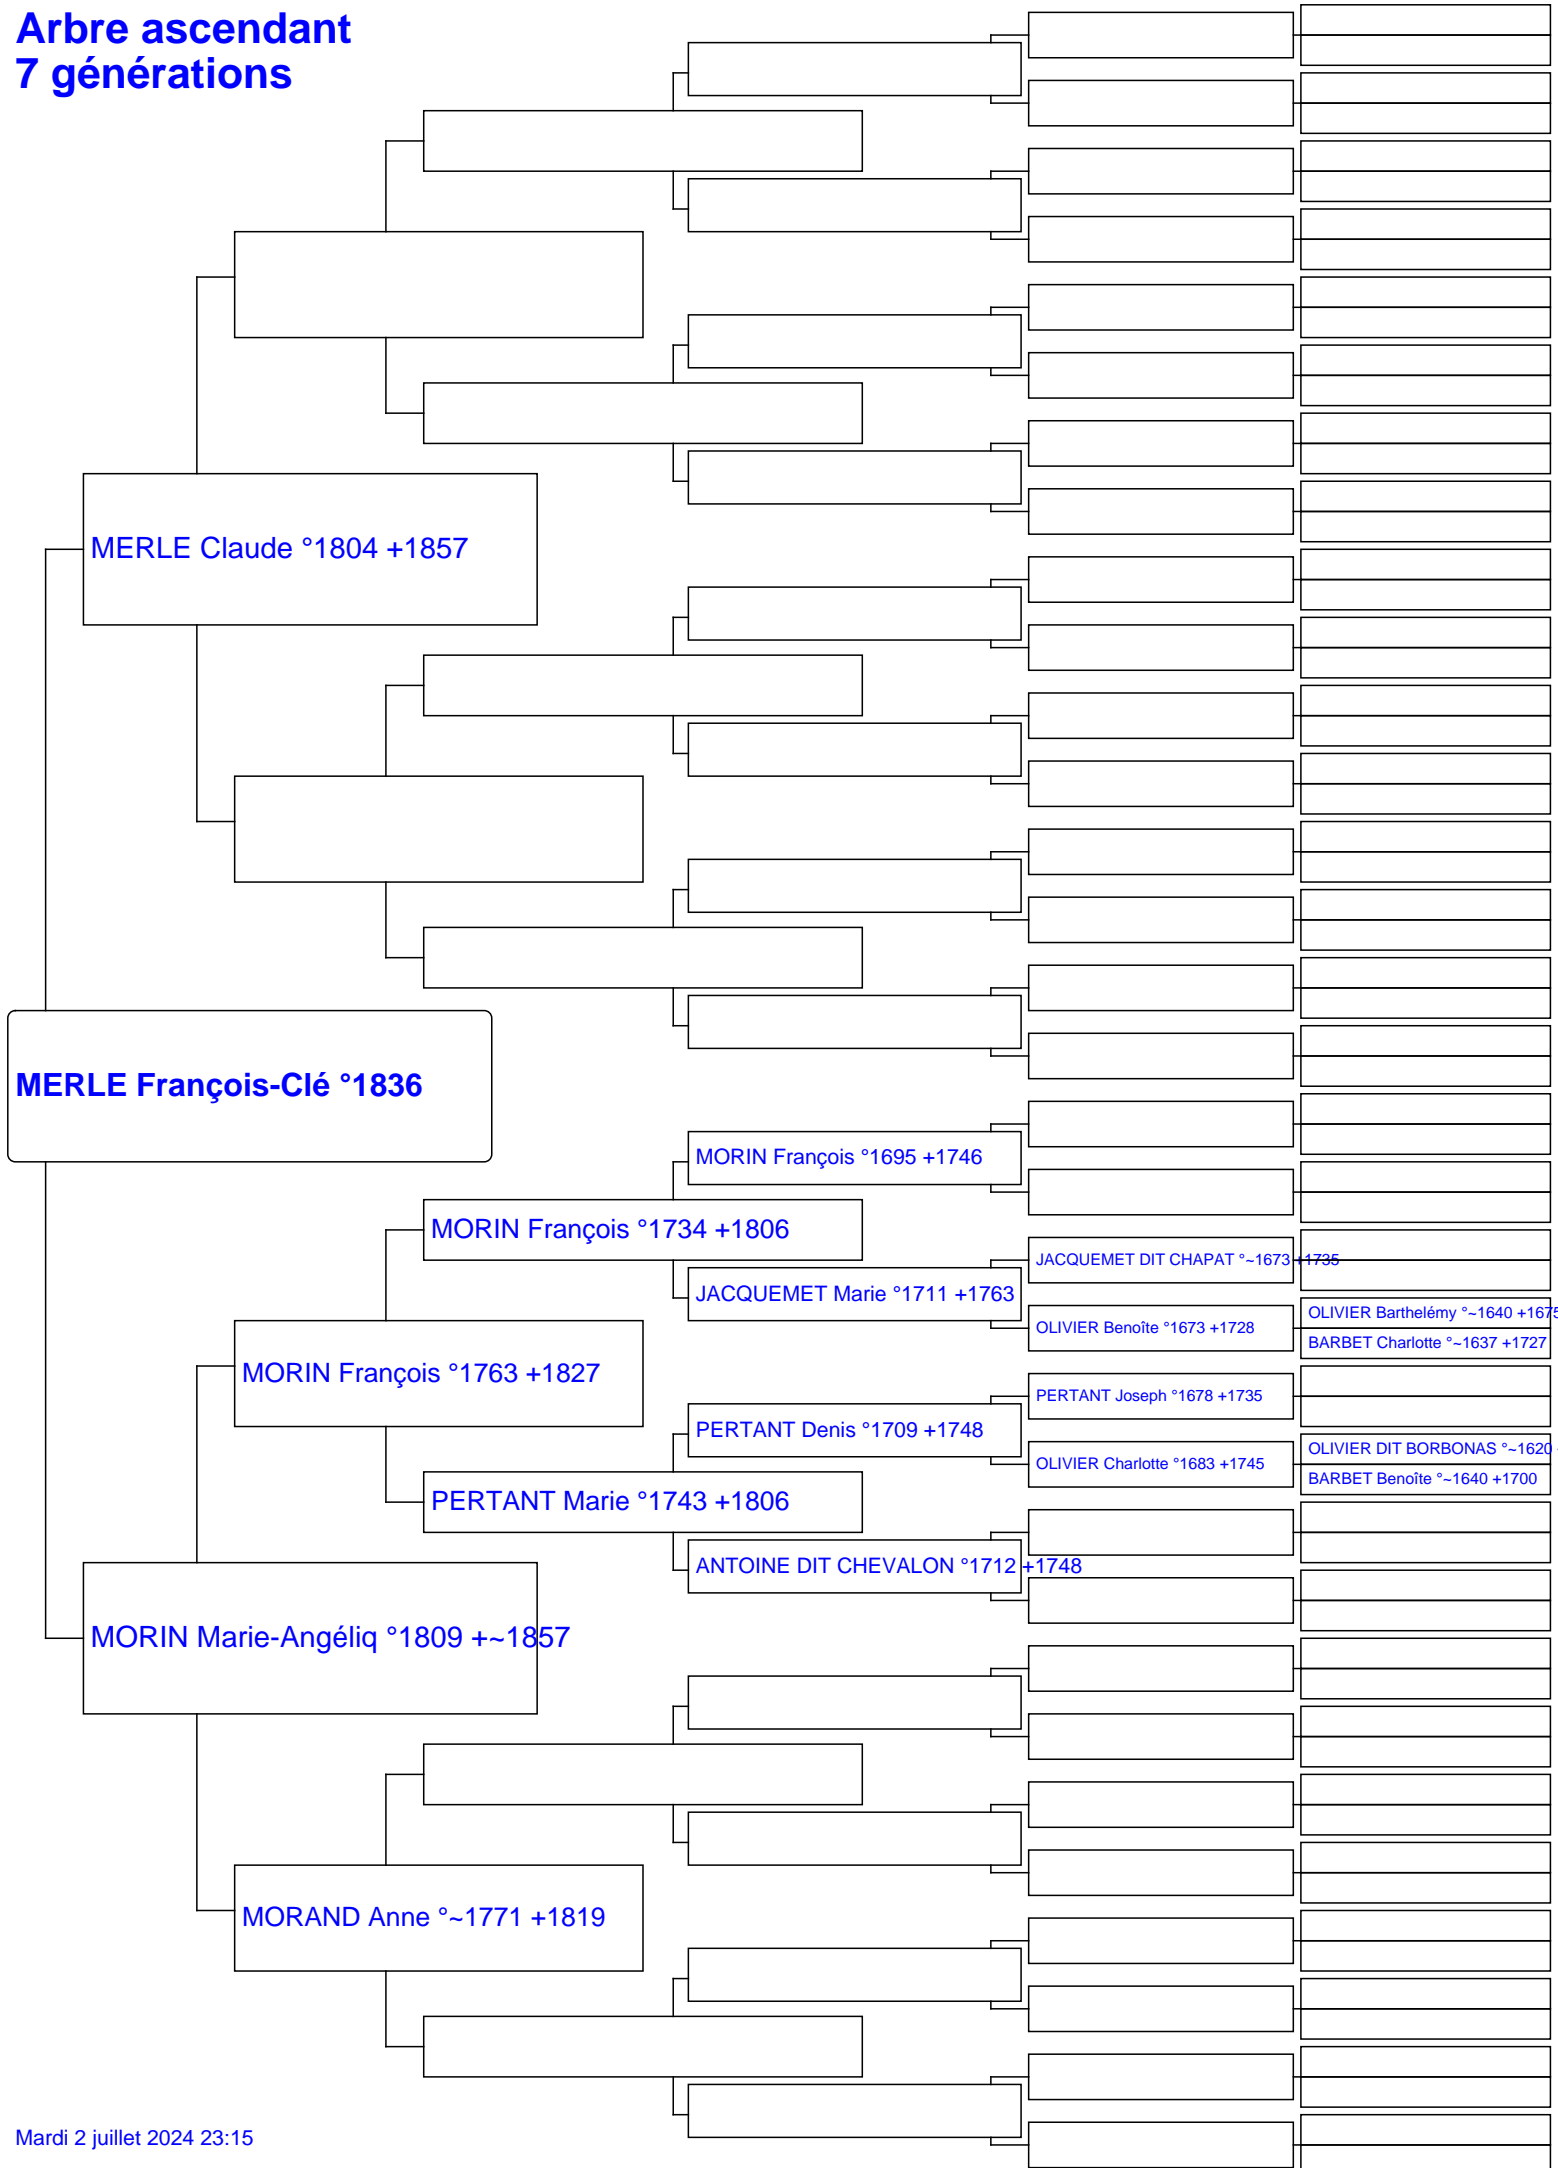 Arbre ascendant
7 générations
MERLE Claude °1804 +1857
MERLE François-Clé °1836
MORIN François °1695 +1746
MORIN François °1734 +1806
JACQUEMET DIT CHAPAT °~1673 +1735
JACQUEMET Marie °1711 +1763
OLIVIER Barthelémy °~1640 +1675
OLIVIER Benoîte °1673 +1728
BARBET Charlotte °~1637 +1727
MORIN François °1763 +1827
PERTANT Joseph °1678 +1735
PERTANT Denis °1709 +1748
OLIVIER DIT BORBONAS °~1620
OLIVIER Charlotte °1683 +1745
BARBET Benoîte °~1640 +1700
PERTANT Marie °1743 +1806
ANTOINE DIT CHEVALON °1712 +1748
MORIN Marie-Angéliq °1809 +~1857
MORAND Anne °~1771 +1819
Mardi 2 juillet 2024 23:15